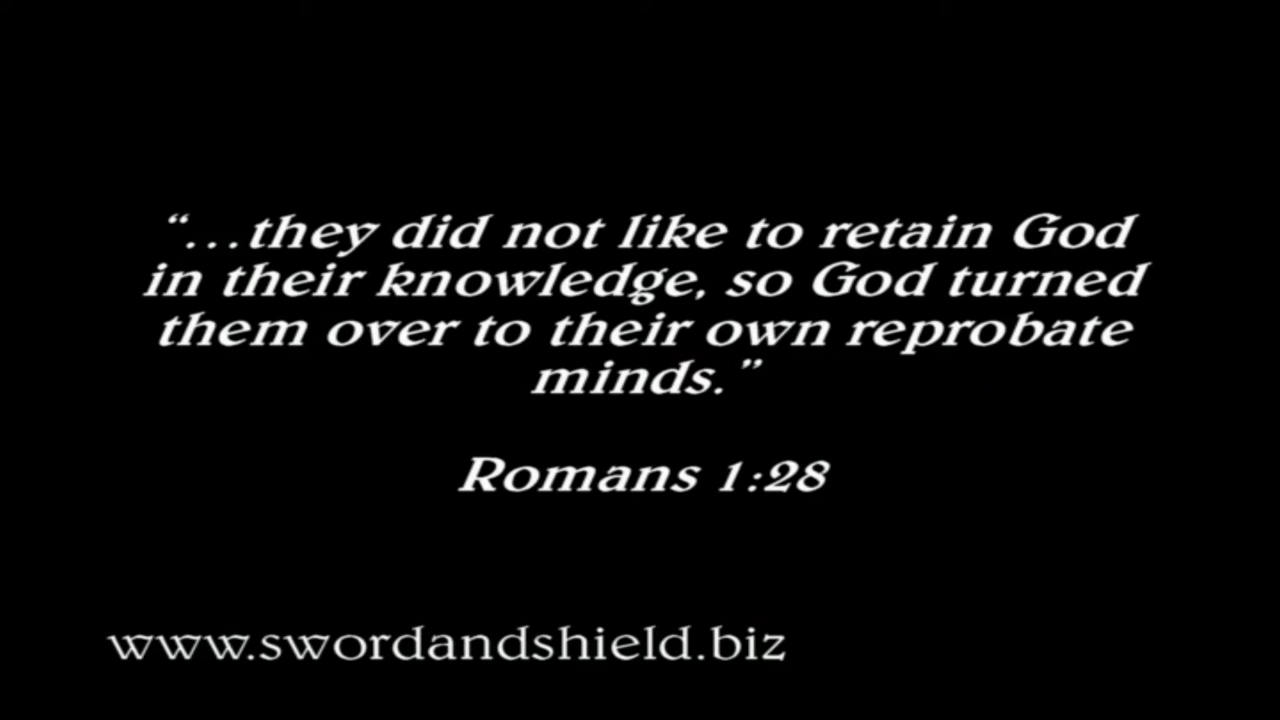 “...they did not like to retain God
in their knowledge, so God turned
them over to their own reprobate
minds.”
Romans 1:28
www.swordandshield.biz